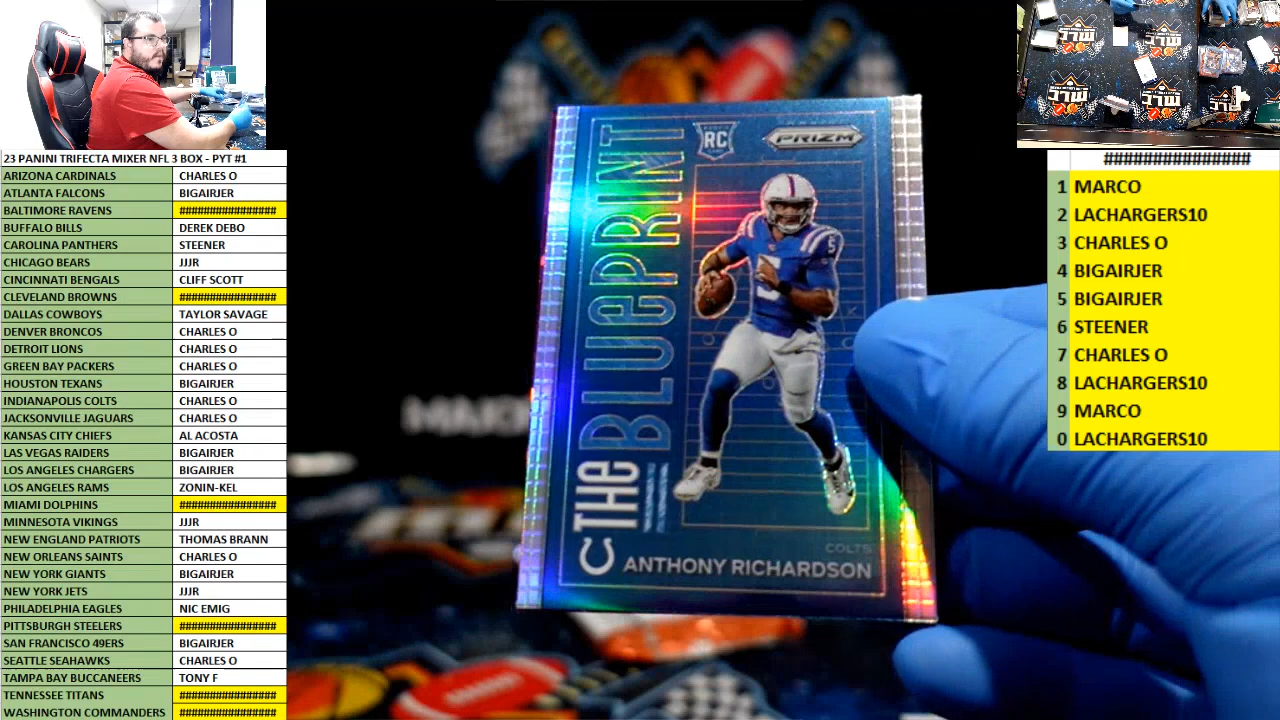 23 PANINI TRIFECTA MIXER NFL 3 BOX - PYT #1
ARIZONA CARDINALS CHARLES O
ATLANTA FALCONS BIGAIRJER
BALTIMORE RAVENS ################
BUFFALO BILLS DEREK DEBO
CAROLINA PANTHERS STEENER
CHICAGO BEARS JJJR
CINCINNATI BENGALS CLIFF SCOTT
CLEVELAND BROWNS ################
DALLAS COWBOYS TAYLOR SAVAGE
DENVER BRONCOS CHARLES O
DETROIT LIONS CHARLES O
GREEN BAY PACKERS CHARLES O
HOUSTON TEXANS BIGAIRJER
INDIANAPOLIS COLTS CHARLES O
JACKSONVILLE JAGUARS CHARLES O
KANSAS CITY CHIEFS AL ACOSTA
LAS VEGAS RAIDERS BIGAIRJER
LOS ANGELES CHARGERS BIGAIRJER
LOS ANGELES RAMS ZONIN-KEL
MIAMI DOLPHINS ################
MINNESOTA VIKINGS JJJR
NEW ENGLAND PATRIOTS THOMAS BRANN
NEW ORLEANS SAINTS CHARLES O
NEW YORK GIANTS BIGAIRJER
NEW YORK JETS JJJR
PHILADELPHIA EAGLES NIC EMIG
PITTSBURGH STEELERS ################
SAN FRANCISCO 49ERS BIGAIRJER
SEATTLE SEAHAWKS CHARLES O
TAMPA BAY BUCCANEERS TONY F
TENNESSEE TITANS ################
WASHINGTON COMMANDERS ################
RC
PRIZM
THE BLUEPRINT
5
5
COLTS
ANTHONY RICHARDSON
################
1 MARCO
2 LACHARGERS10
3 CHARLES O
4 BIGAIRJER
5 BIGAIRJER
6 STEENER
7 CHARLES O
8 LACHARGERS10
9 MARCO
0 LACHARGERS10